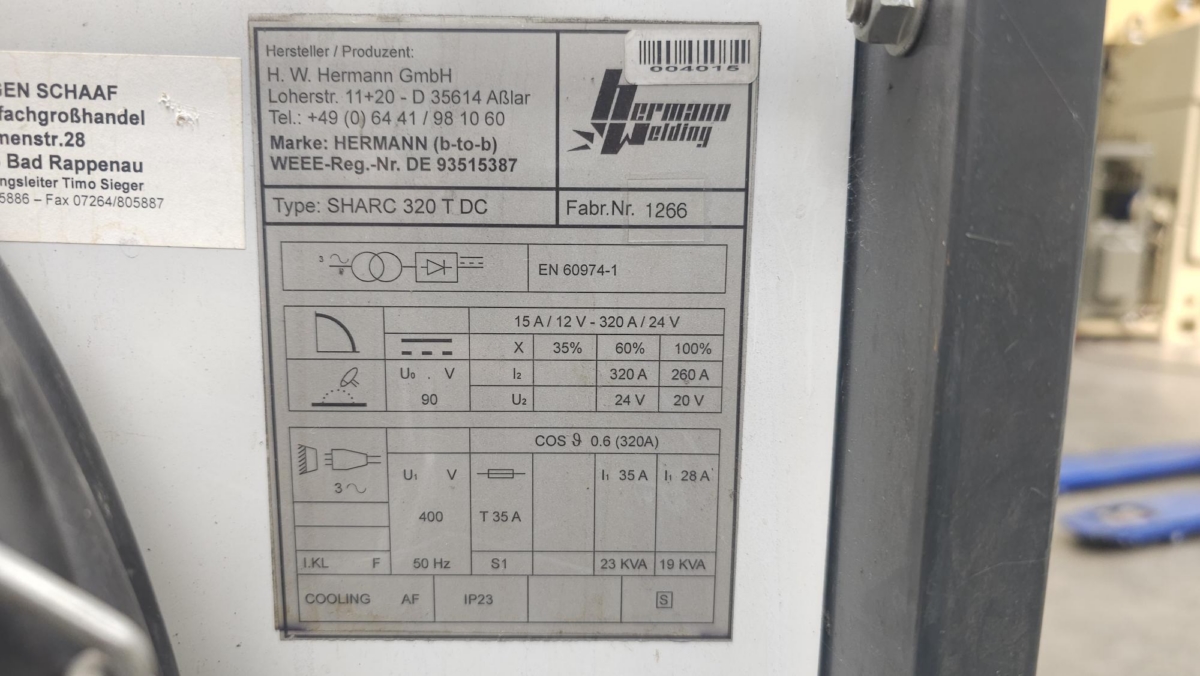 GEN SCHAAF
fachgroßhandel
menstr.28
Bad Rappenau
ngsleiter Timo Sieger
5886 – Fax 07264/805887
Hersteller / Produzent:
H. W. Hermann GmbH
Loherstr. 11+20 - D 35614 Aßlar
Tel.: +49 (0) 64 41 / 98 10 60
Marke: HERMANN (b-to-b)
WEEE-Reg.-Nr. DE 93515387
004015
hermann
Welding
Type: SHARC 320 T DC
Fabr.Nr. 1266
3
EN 60974-1
15 A / 12 V - 320 A / 24 V
X 35% 60% 100%
U₀ . V I₂ 320 A 260 A
90 U₂ 24 V 20 V
COS ϑ 0.6 (320A)
U₁ V I₁ 35 A I₁ 28 A
3
400 T 35 A
I.KL F 50 Hz S1 23 KVA 19 KVA
COOLING AF IP23 S